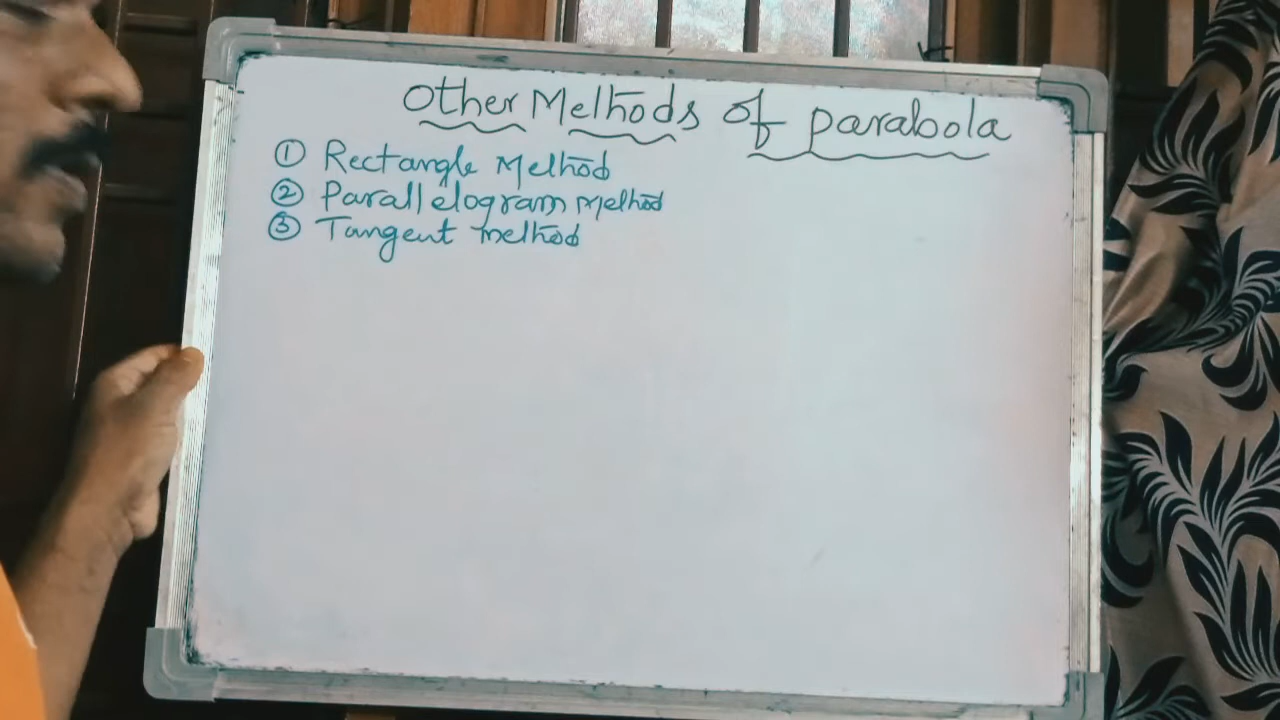 Other Methods of parabola
① Rectangle Method
② Parallelogram Method
③ Tangent method